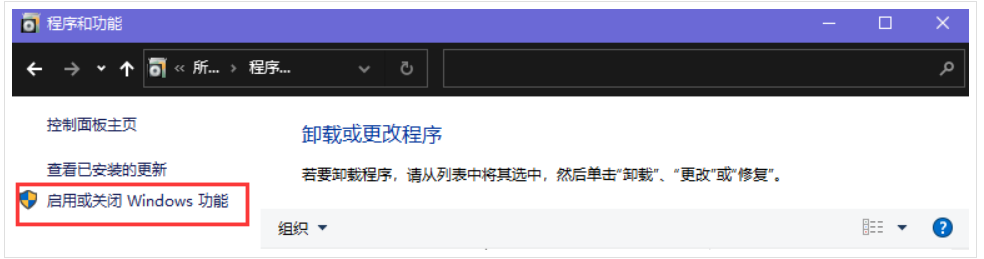 程序和功能
« 所... › 程序...
控制面板主页
卸载或更改程序
查看已安装的更新
若要卸载程序，请从列表中将其选中，然后单击“卸载”、“更改”或“修复”。
启用或关闭 Windows 功能
组织
?